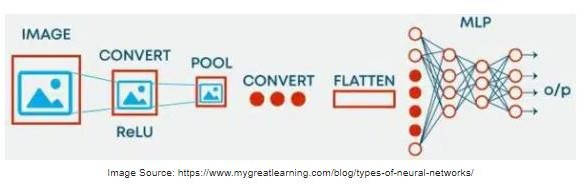 IMAGE
CONVERT
ReLU
POOL
CONVERT
FLATTEN
MLP
o/p
Image Source: https://www.mygreatlearning.com/blog/types-of-neural-networks/